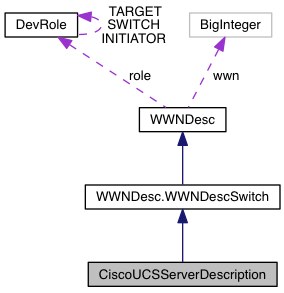 TARGET
SWITCH
INITIATOR
DevRole
BigInteger
role
wwn
WWNDesc
WWNDesc.WWNDescSwitch
CiscoUCSServerDescription